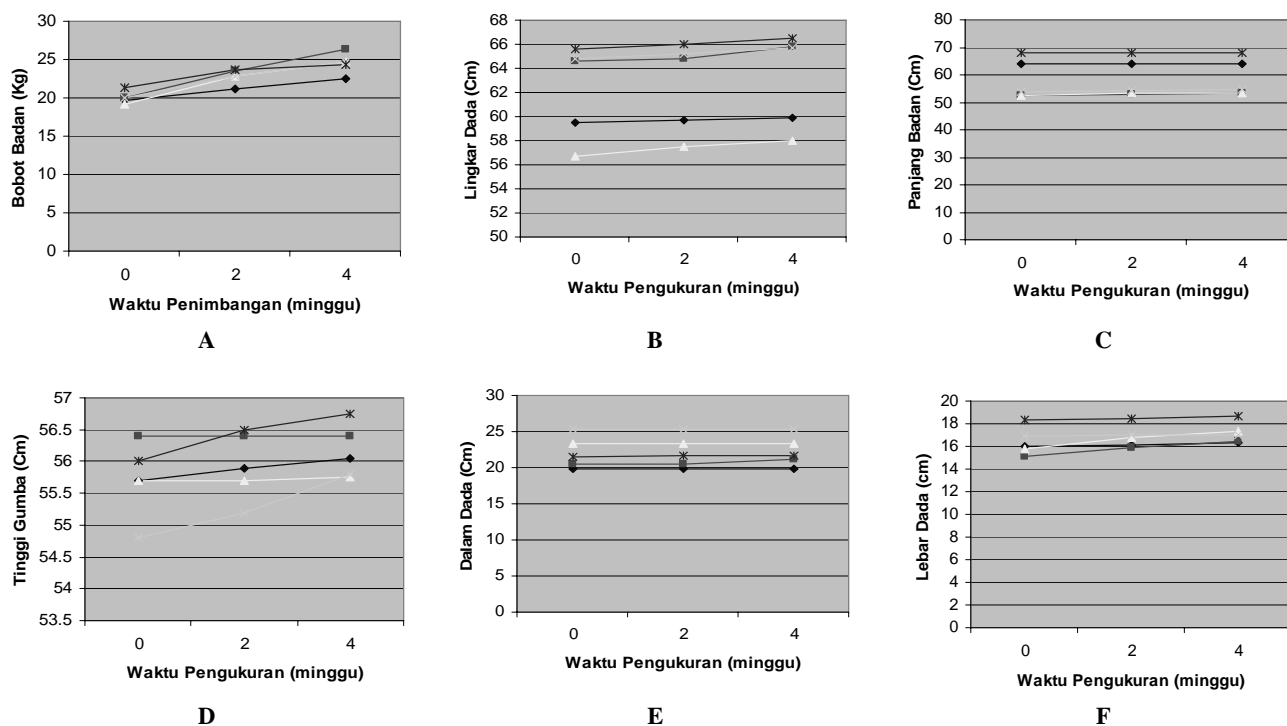 Bobot Badan (Kg)
30
25
20
15
10
5
0
0 2 4
Waktu Penimbangan (minggu)
A
Lingkar Dada (Cm)
68
66
64
62
60
58
56
54
52
50
0 2 4
Waktu Pengukuran (minggu)
B
Panjang Badan (Cm)
80
70
60
50
40
30
20
10
0
0 2 4
Waktu Pengukuran (minggu)
C
Tinggi Gumba (Cm)
57
56.5
56
55.5
55
54.5
54
53.5
0 2 4
Waktu Pengukuran (minggu)
D
Dalam Dada (Cm)
30
25
20
15
10
5
0
0 2 4
Waktu Pengukuran (minggu)
E
Lebar Dada (cm)
20
18
16
14
12
10
8
6
4
2
0
0 2 4
Waktu Pengukuran (minggu)
F